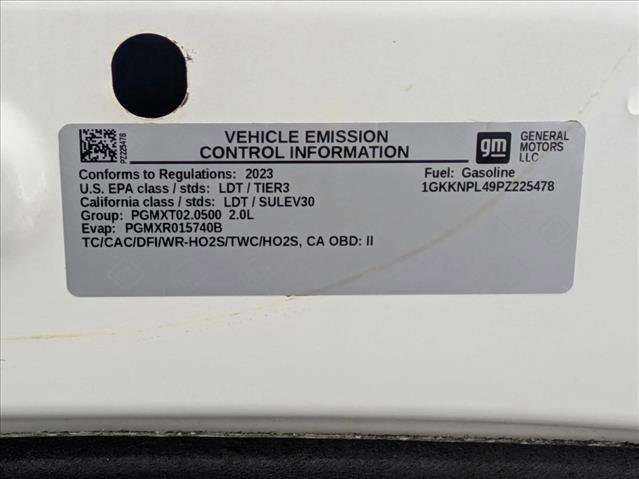 PZ225478
VEHICLE EMISSION
CONTROL INFORMATION
gm
GENERAL
MOTORS
LLC
Conforms to Regulations: 2023
Fuel: Gasoline
U.S. EPA class / stds: LDT / TIER3
1GKKNPL49PZ225478
California class / stds: LDT / SULEV30
Group: PGMXT02.0500 2.0L
Evap: PGMXR015740B
TC/CAC/DFI/WR-HO2S/TWC/HO2S, CA OBD: II